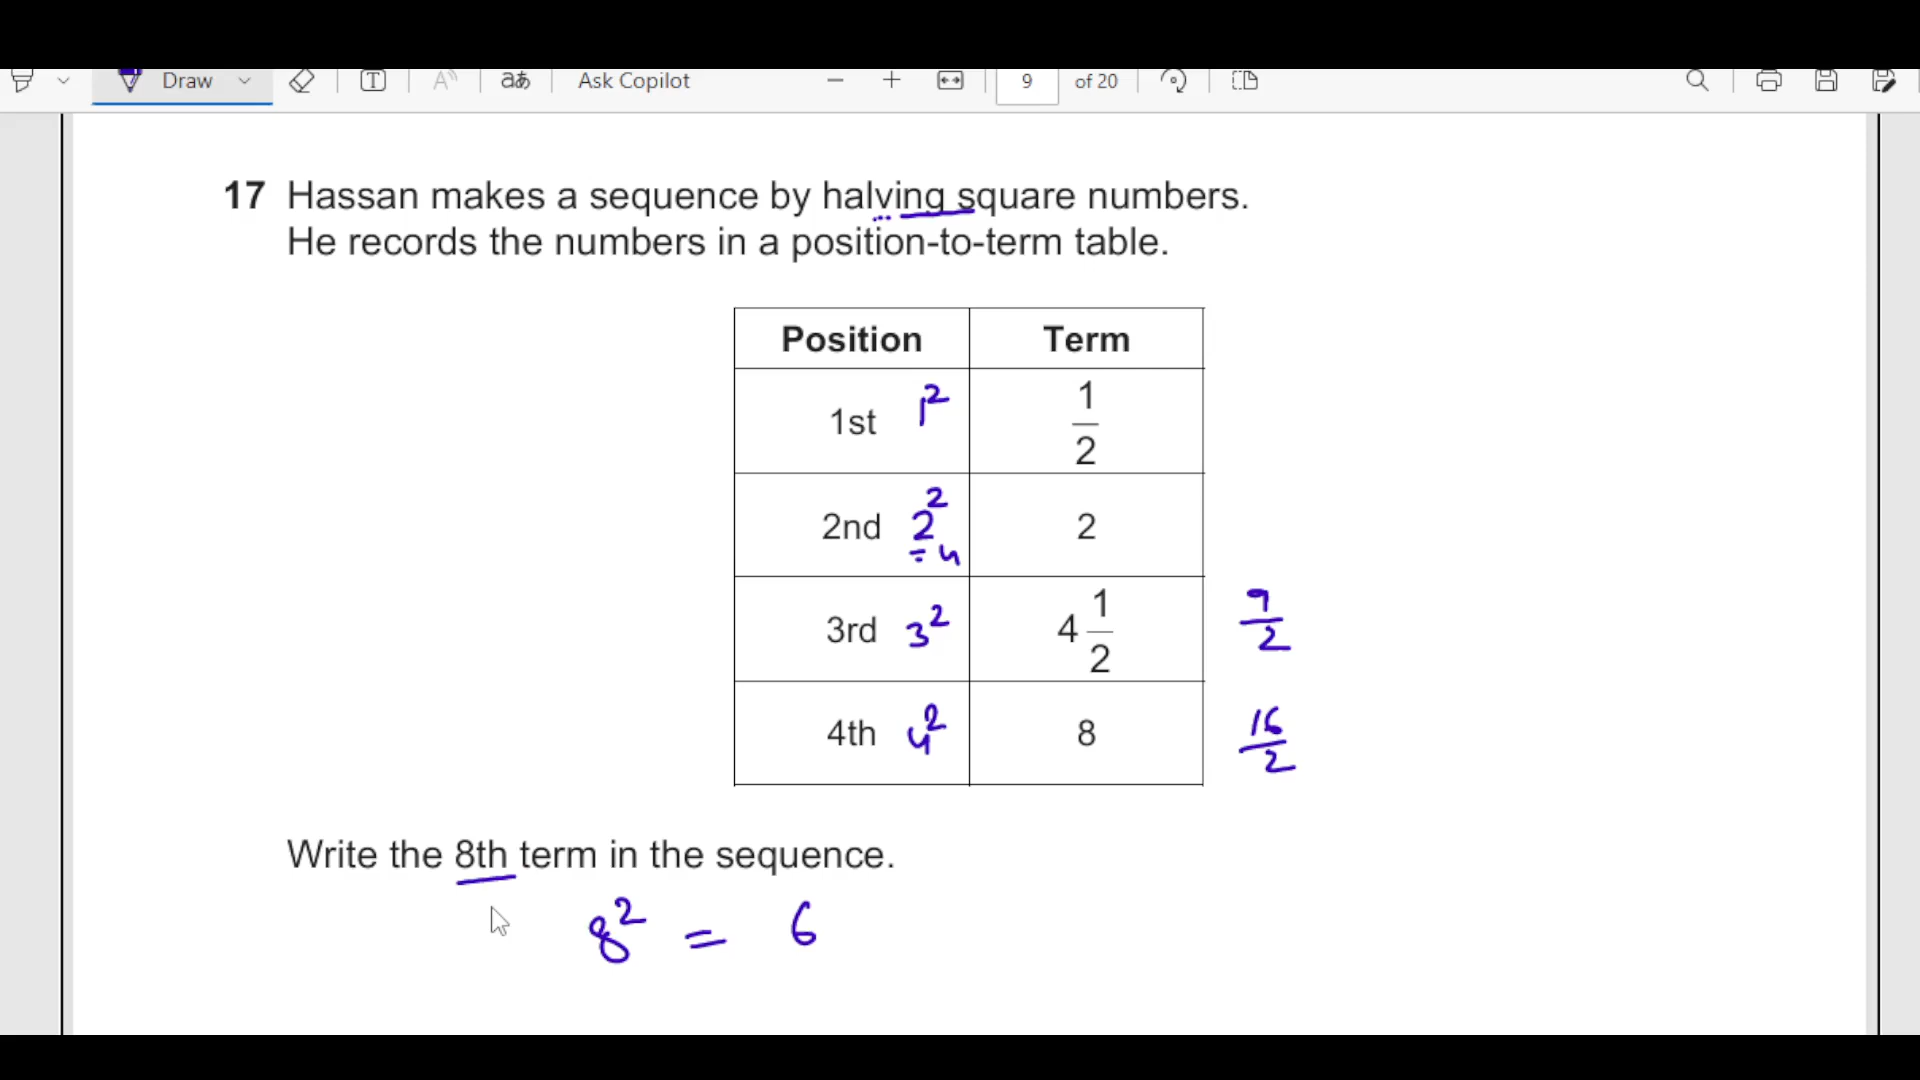 Draw T A aあ Ask Copilot 9 of 20
17 Hassan makes a sequence by halving square numbers.
He records the numbers in a position-to-term table.
Position Term
1st 1² 1/2
2nd 2² 2
= 4
3rd 3² 4 1/2 9/2
4th 4² 8 16/2
Write the 8th term in the sequence.
8² = 6